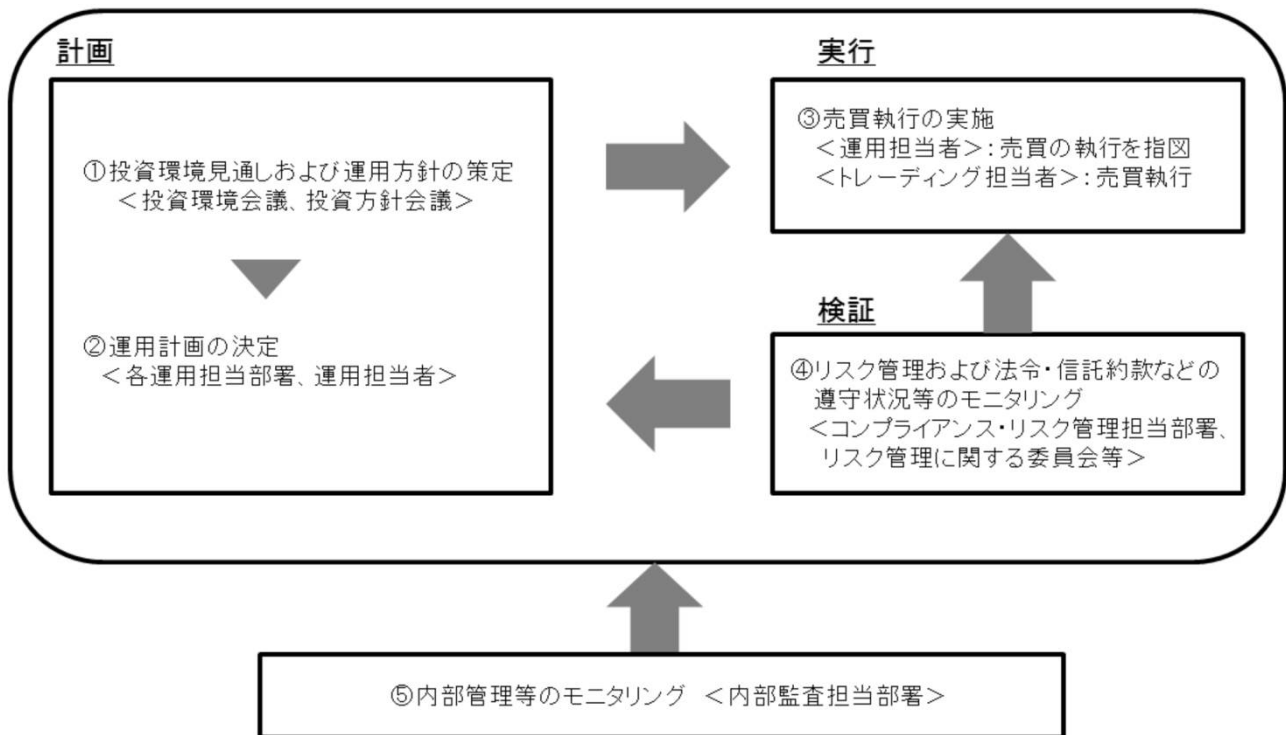 計画
①投資環境見通しおよび運用方針の策定
＜投資環境会議、投資方針会議＞
②運用計画の決定
＜各運用担当部署、運用担当者＞
実行
③売買執行の実施
＜運用担当者＞：売買の執行を指図
＜トレーディング担当者＞：売買執行
検証
④リスク管理および法令・信託約款などの
遵守状況等のモニタリング
＜コンプライアンス・リスク管理担当部署、
リスク管理に関する委員会等＞
⑤内部管理等のモニタリング ＜内部監査担当部署＞